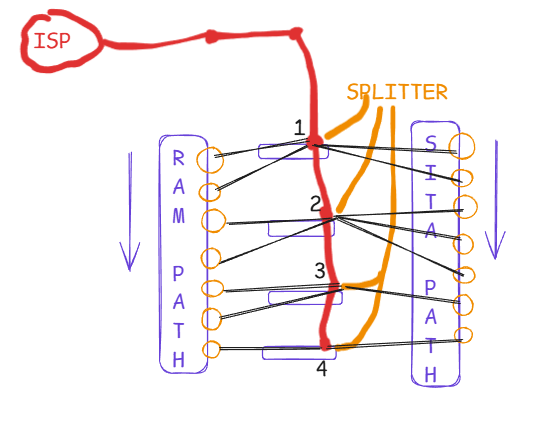 ISP
SPLITTER
1
2
3
4
RAM PATH
SITA PATH